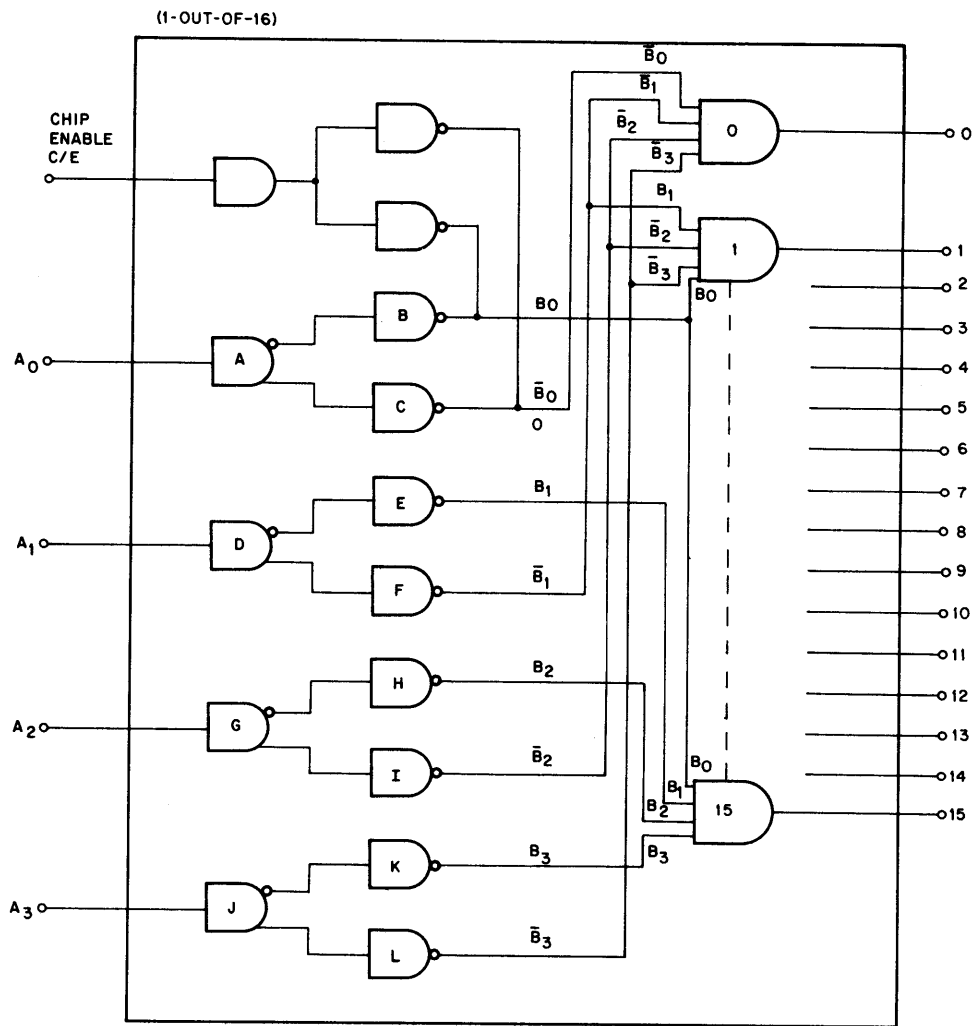 (1-OUT-OF-16)
CHIP
ENABLE
C/E
B̅0
B̅1
B̅2
B̅3
0
0
B1
B̅2
B̅3
B0
1
1
2
3
4
5
6
7
8
9
10
11
12
13
14
15
A0
A
B
B0
C
B̅0
0
A1
D
E
B1
F
B̅1
A2
G
H
B2
I
B̅2
B0
B1
B2
B3
15
A3
J
K
B3
L
B̅3